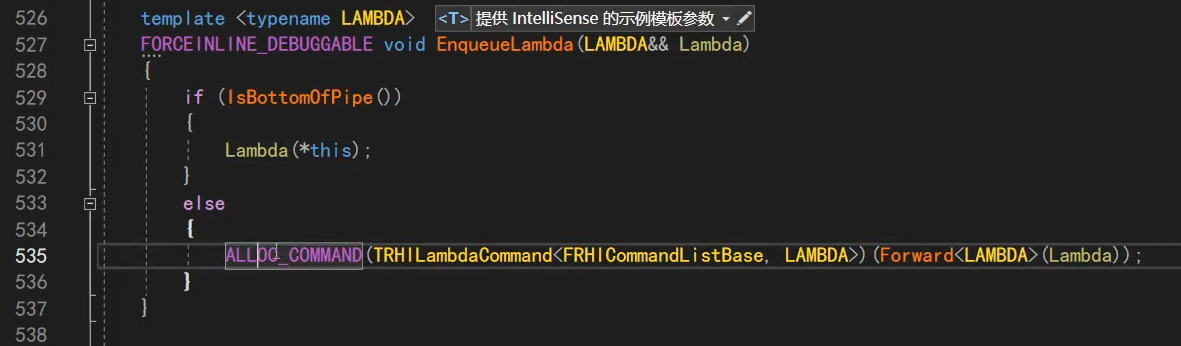 526 template <typename LAMBDA> <T> 提供 IntelliSense 的示例模板参数
527 FORCEINLINE_DEBUGGABLE void EnqueueLambda(LAMBDA&& Lambda)
528 {
529 if (IsBottomOfPipe())
530 {
531 Lambda(*this);
532 }
533 else
534 {
535 ALLOC_COMMAND(TRHILambdaCommand<FRHICommandListBase, LAMBDA>)(Forward<LAMBDA>(Lambda));
536 }
537 }
538